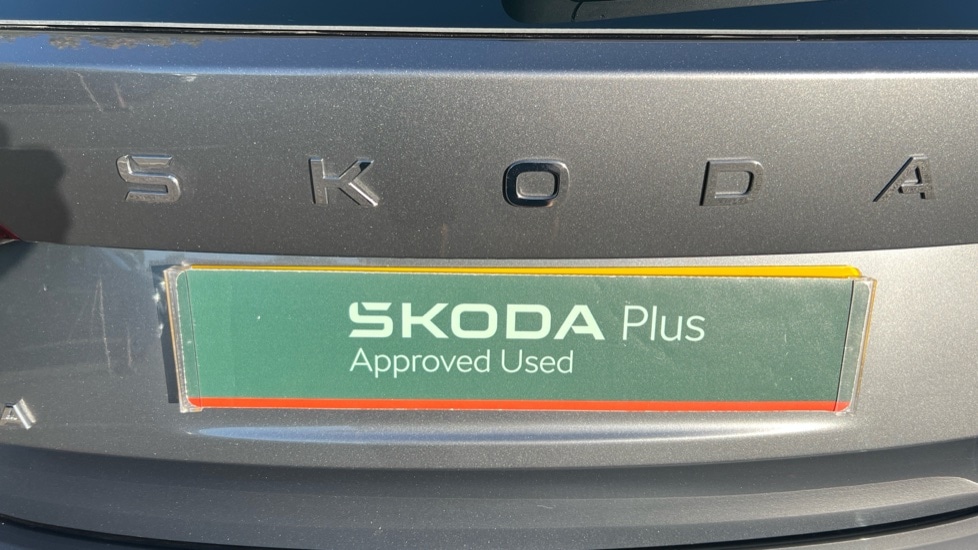 SKODA
SKODA Plus
Approved Used
A